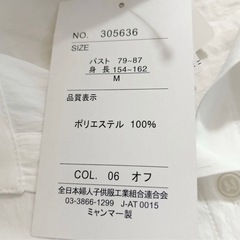 NO. 305636
SIZE
バスト 79~87
身長 154~162
M
品質表示
ポリエステル 100%
COL. 06 オフ
全日本婦人子供服工業組合連合会
03-3866-1299 J-AT 0015
ミャンマー製